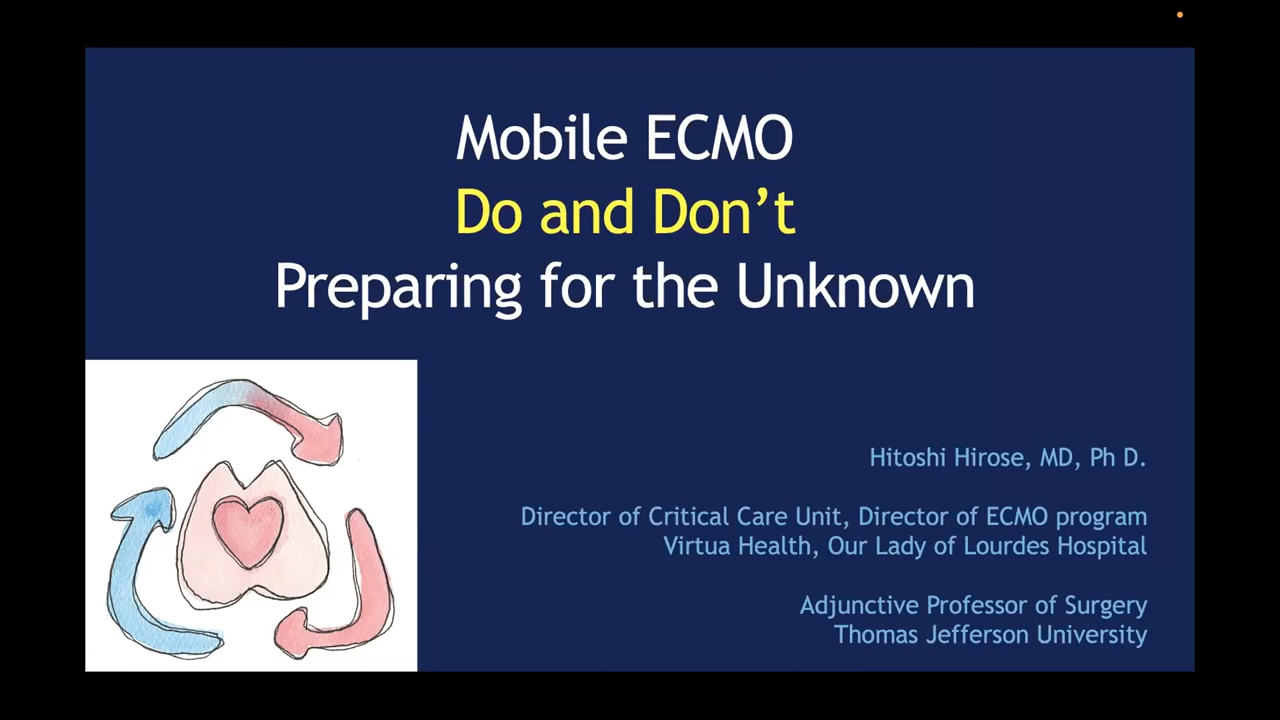 Mobile ECMO
Do and Don’t
Preparing for the Unknown
Hitoshi Hirose, MD, Ph D.
Director of Critical Care Unit, Director of ECMO program
Virtua Health, Our Lady of Lourdes Hospital
Adjunctive Professor of Surgery
Thomas Jefferson University